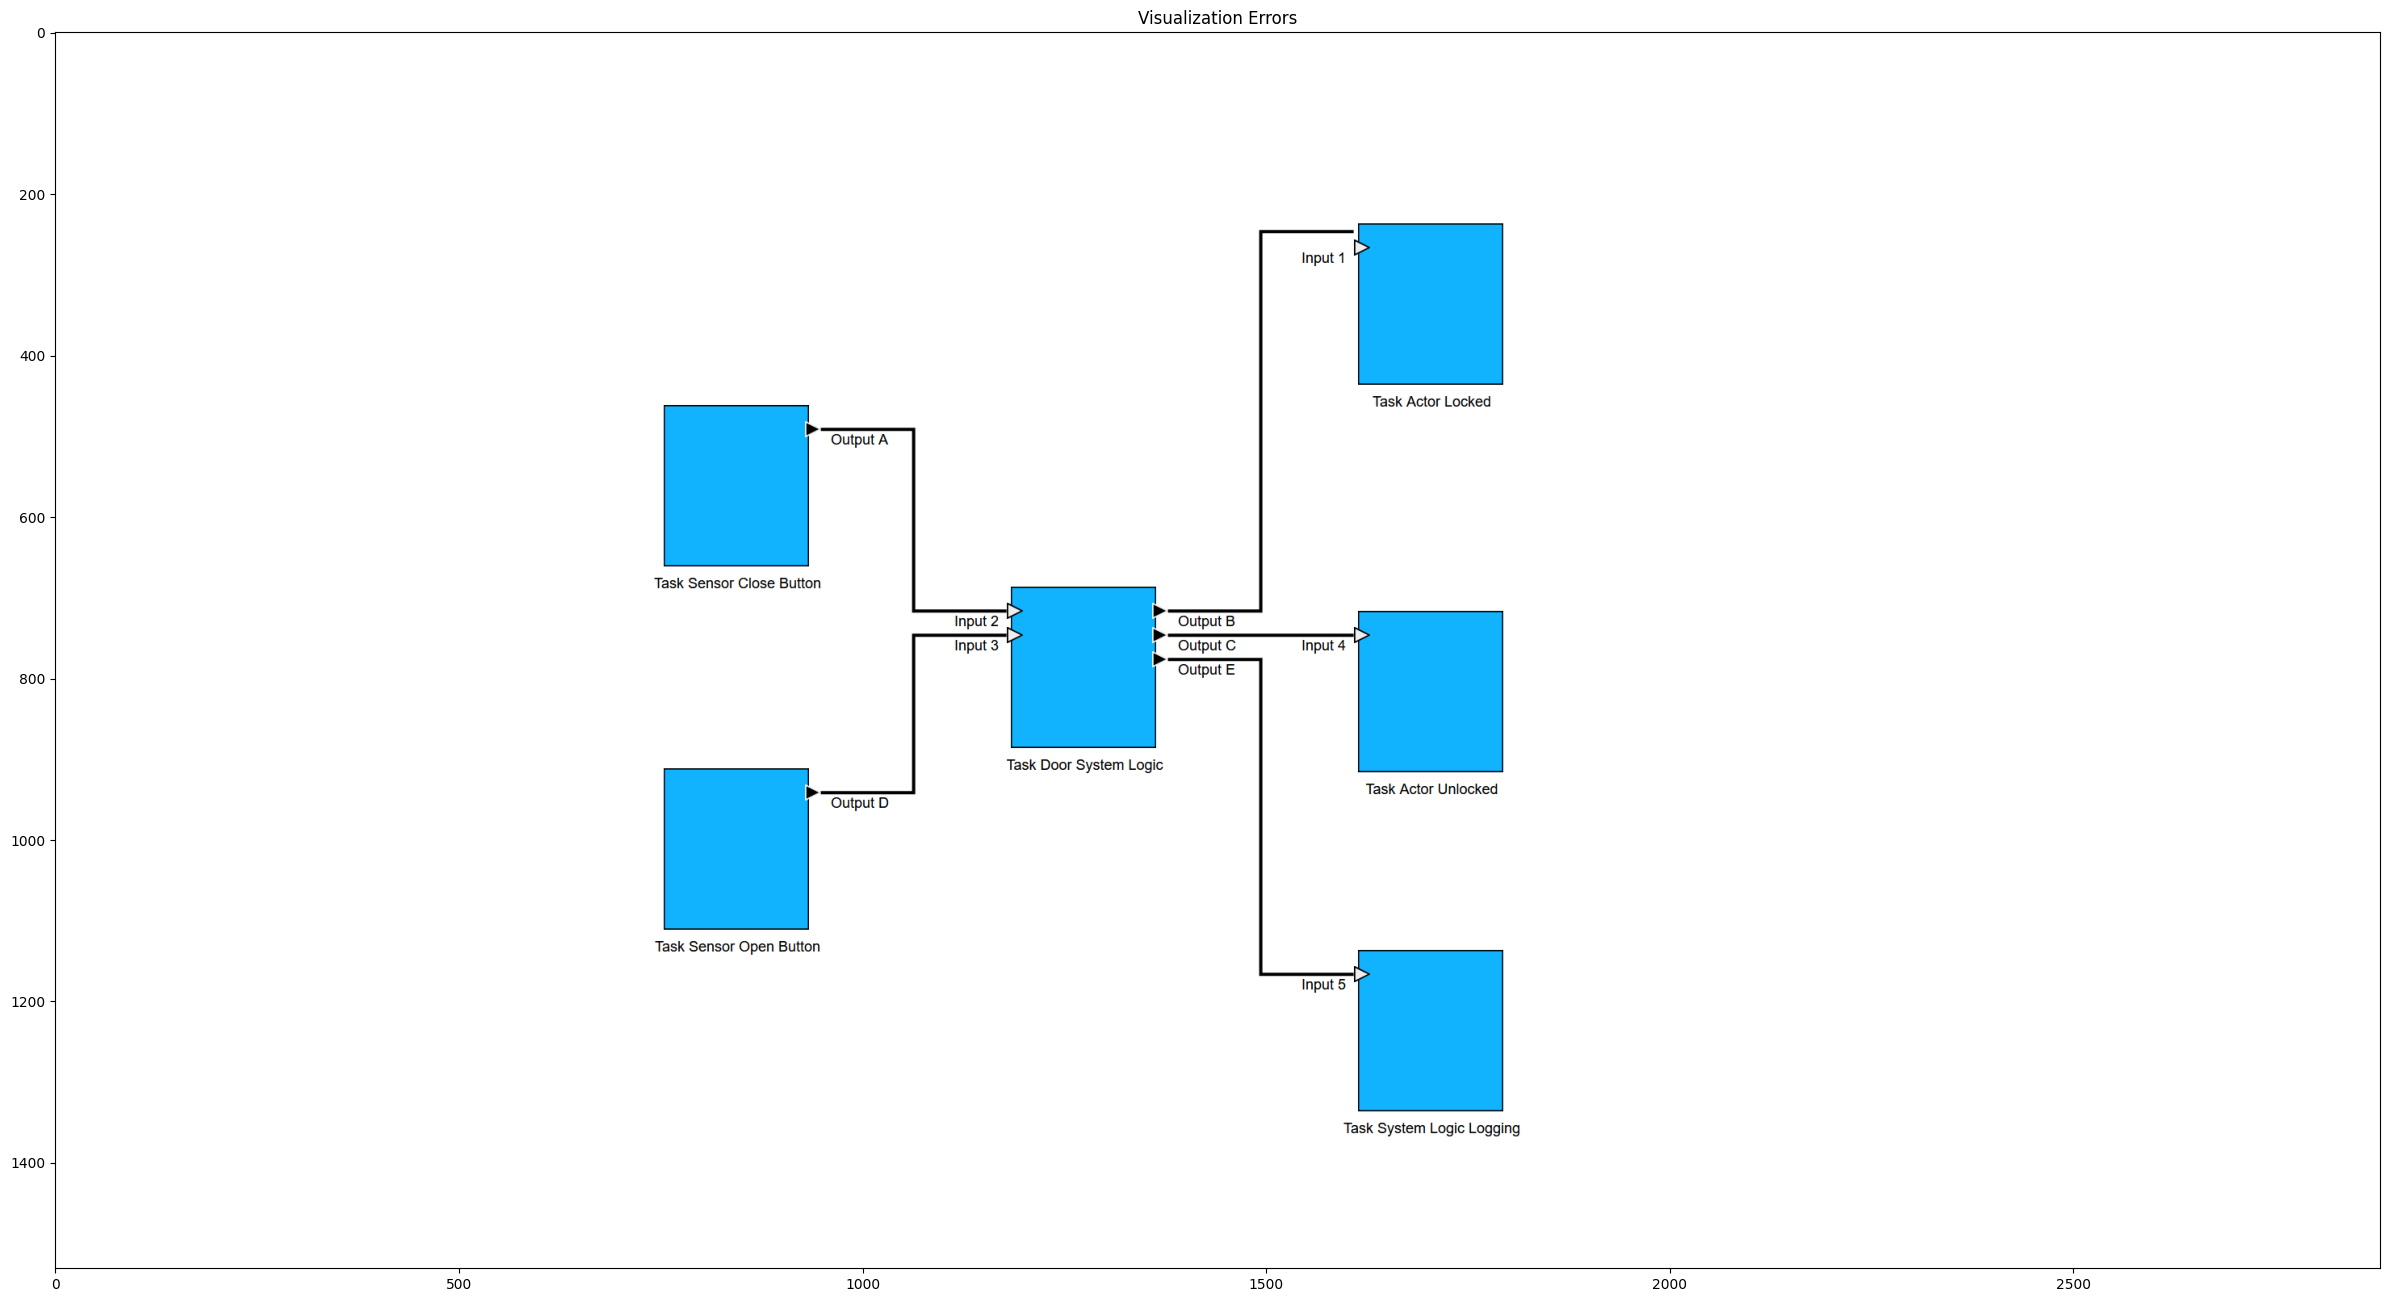 Visualization Errors
0
200
Input 1
400
Task Actor Locked
Output A
600
Task Sensor Close Button
Input 2
Output B
Input 3
Output C
Input 4
Output E
800
Task Door System Logic
Task Actor Unlocked
Output D
1000
Task Sensor Open Button
Input 5
1200
Task System Logic Logging
1400
0
500
1000
1500
2000
2500